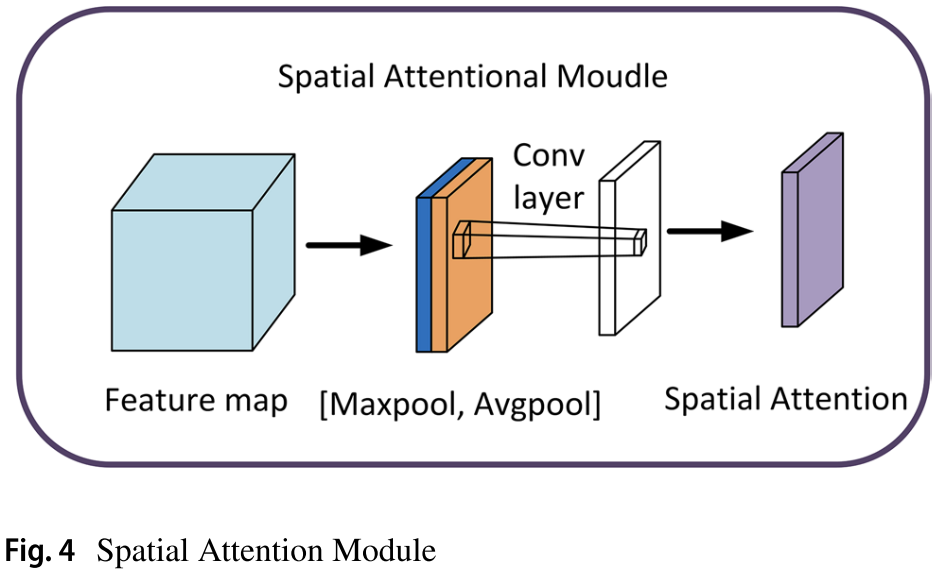 Spatial Attentional Moudle
Conv
layer
Feature map
[Maxpool, Avgpool]
Spatial Attention
Fig. 4 Spatial Attention Module